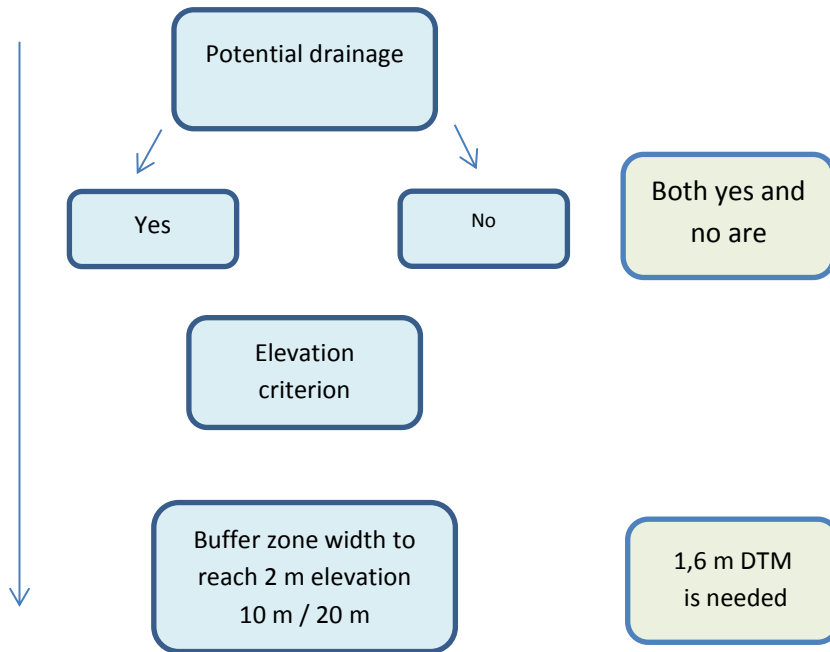 Potential drainage
Yes
No
Both yes and
no are
Elevation
criterion
Buffer zone width to
reach 2 m elevation
10 m / 20 m
1,6 m DTM
is needed